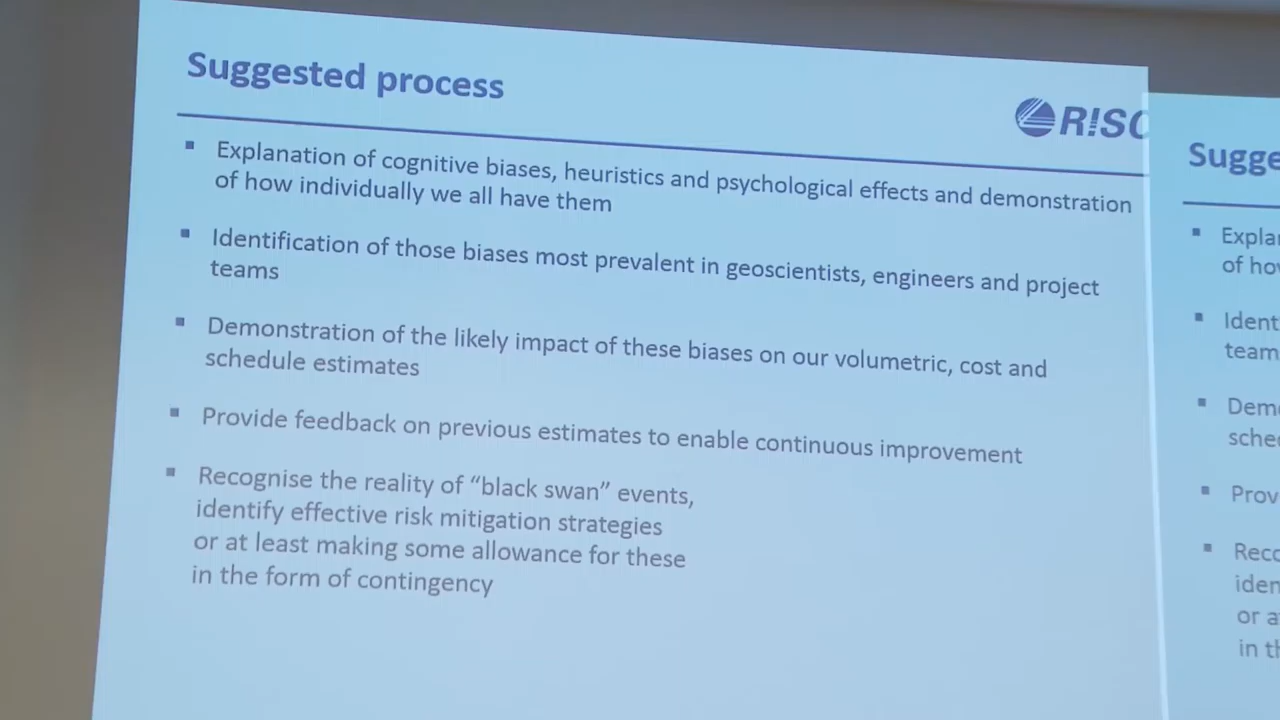 Suggested process
R!SC
Explanation of cognitive biases, heuristics and psychological effects and demonstration
of how individually we all have them
Identification of those biases most prevalent in geoscientists, engineers and project
teams
Demonstration of the likely impact of these biases on our volumetric, cost and
schedule estimates
Provide feedback on previous estimates to enable continuous improvement
Recognise the reality of “black swan” events,
identify effective risk mitigation strategies
or at least making some allowance for these
in the form of contingency
Sugge
Expla
of ho
Ident
team
Demo
sche
Prov
Reco
iden
or a
in th